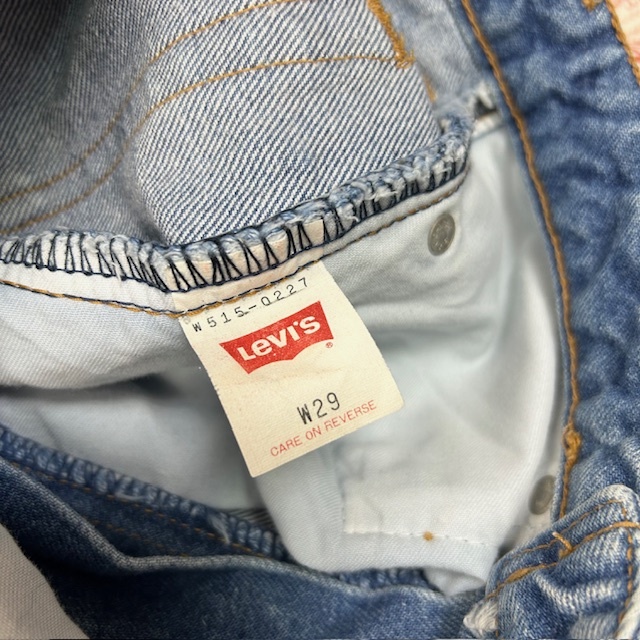 W515-0227
LEVI'S ®
W29
CARE ON REVERSE